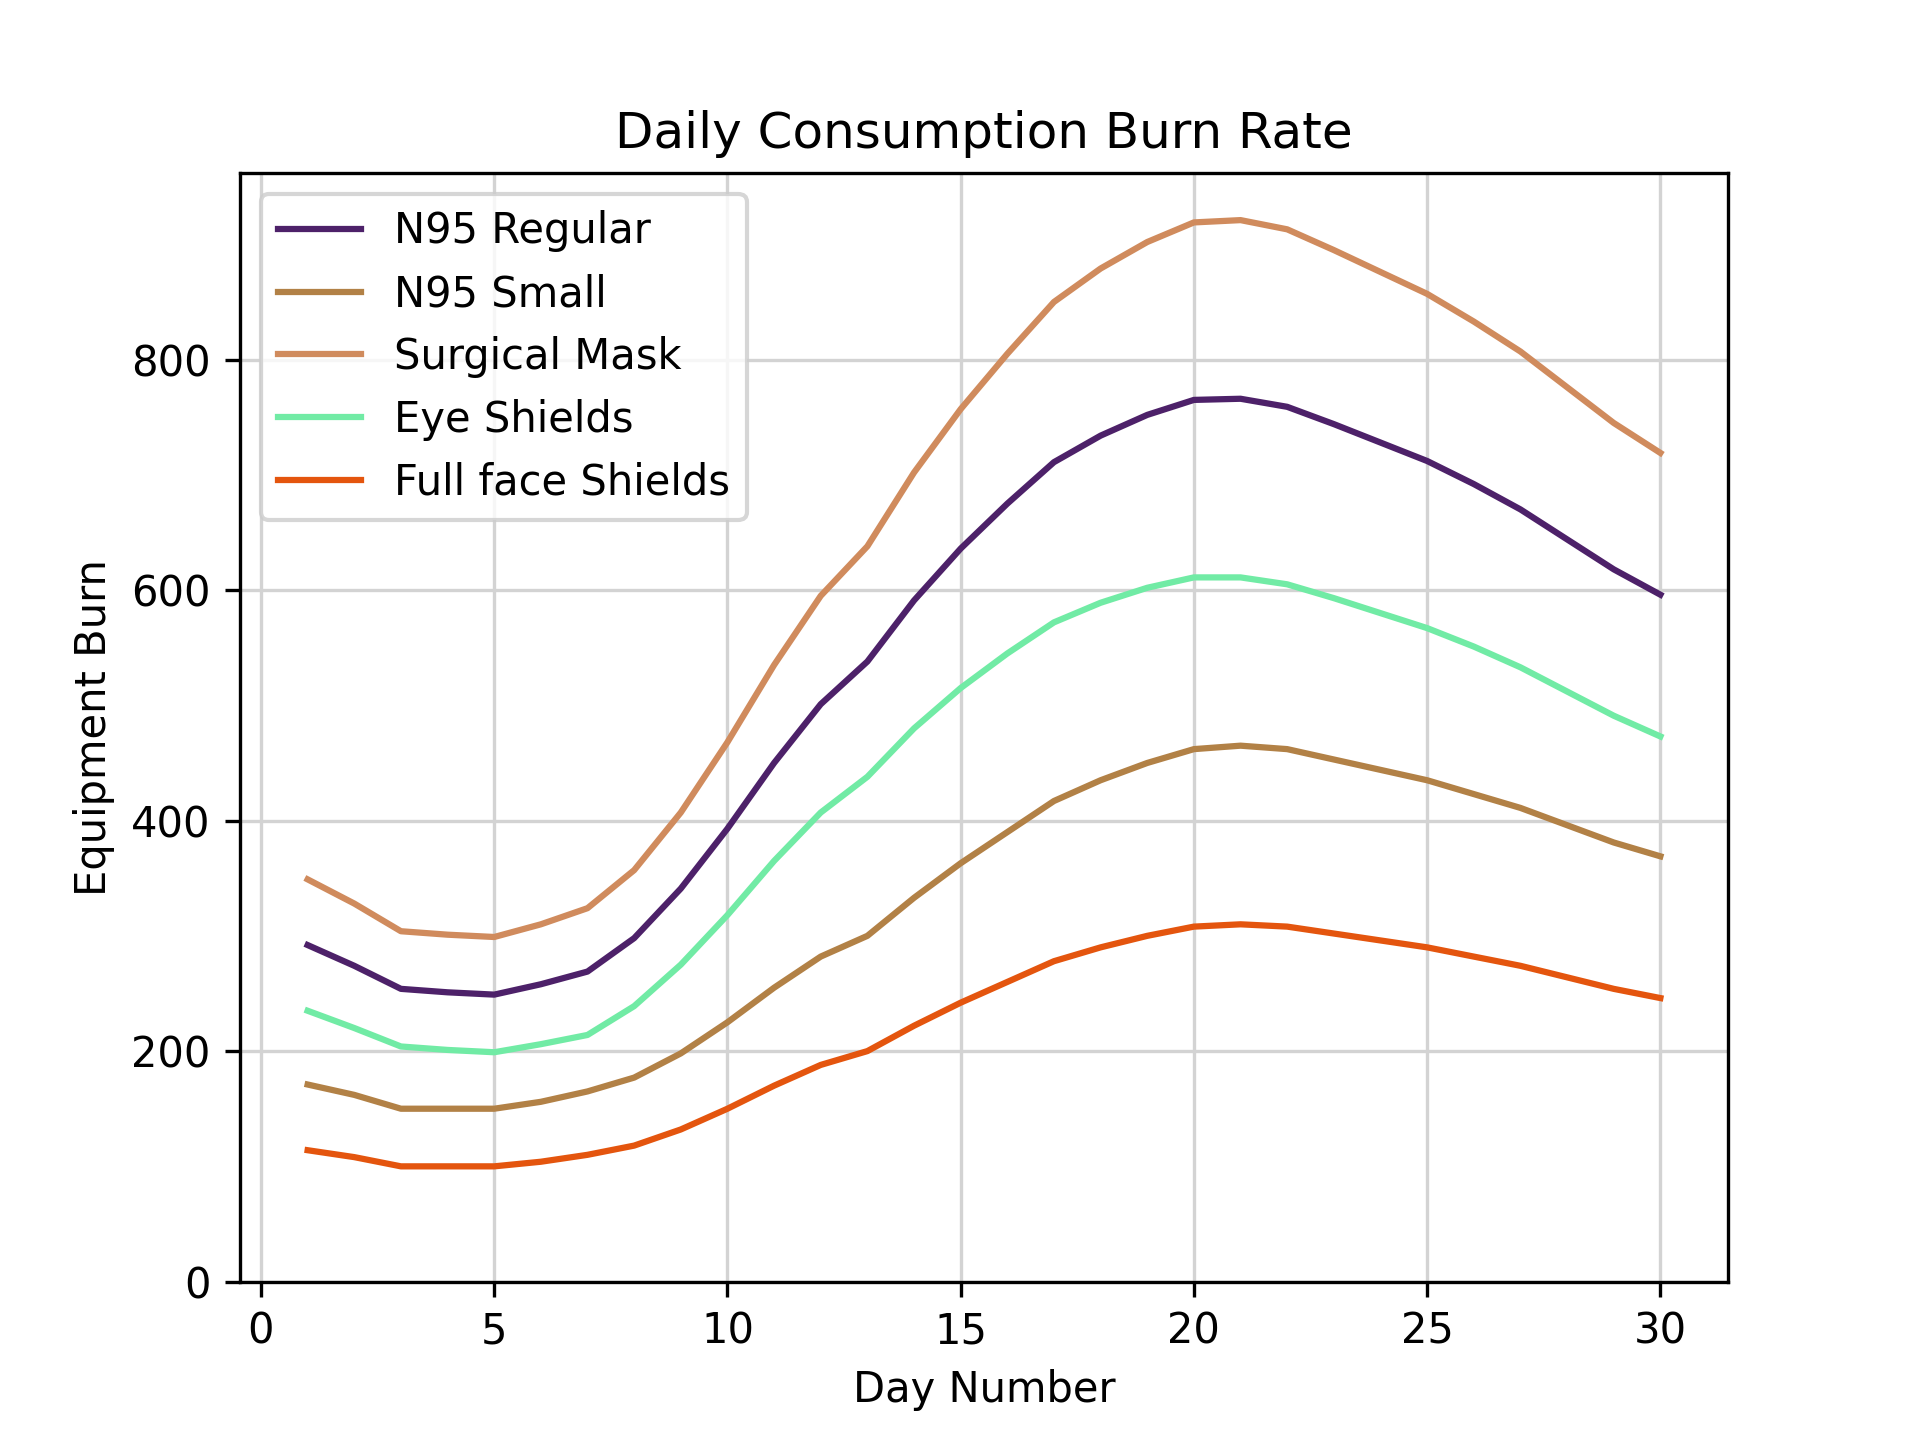 Daily Consumption Burn Rate
N95 Regular
N95 Small
Surgical Mask
Eye Shields
Full face Shields
Equipment Burn
800
600
400
200
0
0 5 10 15 20 25 30
Day Number